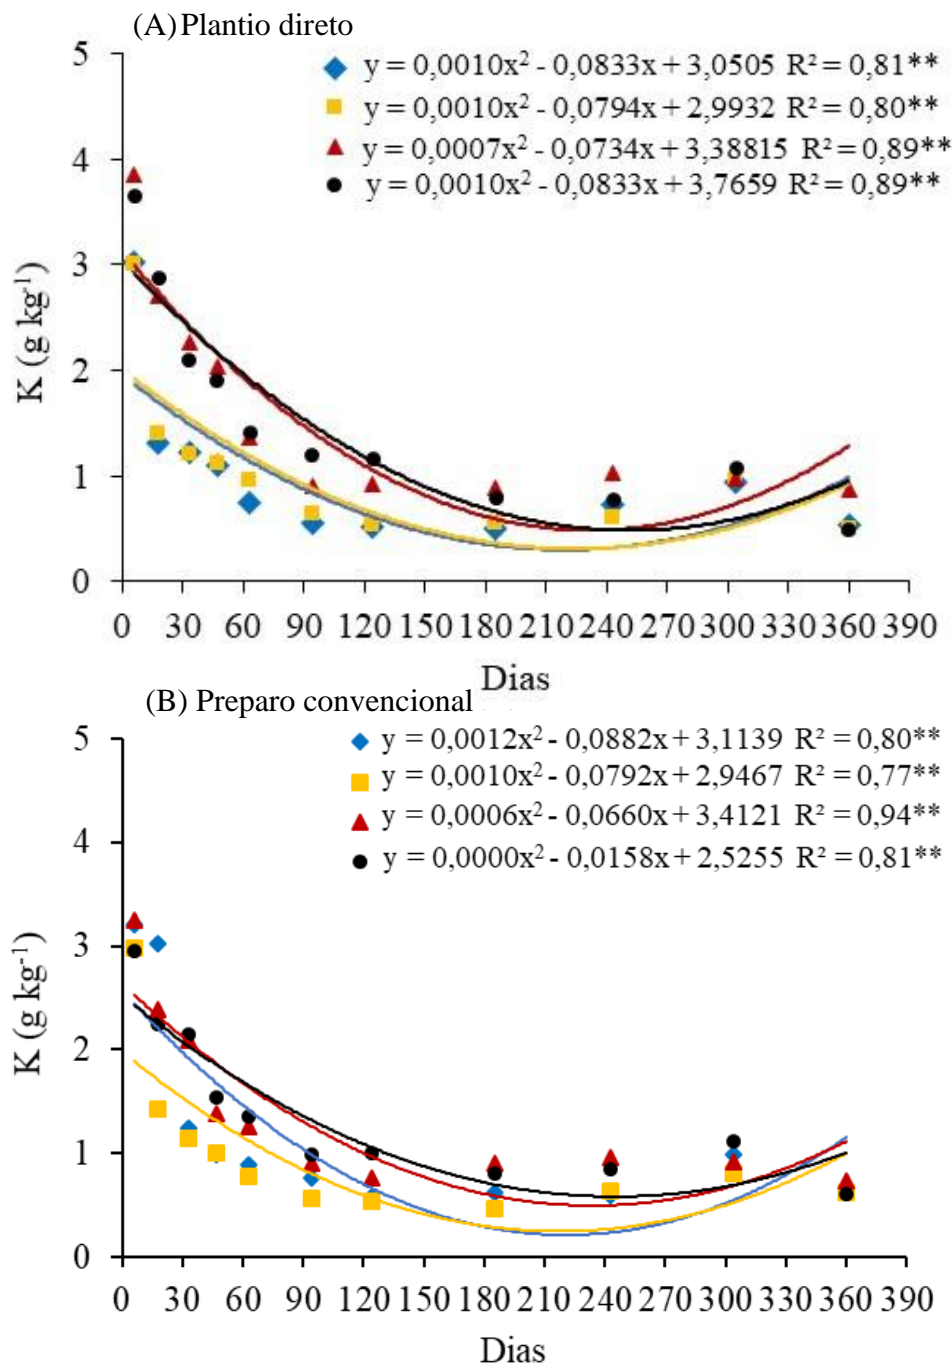 (A) Plantio direto
y = 0,0010x² - 0,0833x + 3,0505 R² = 0,81**
y = 0,0010x² - 0,0794x + 2,9932 R² = 0,80**
y = 0,0007x² - 0,0734x + 3,38815 R² = 0,89**
y = 0,0010x² - 0,0833x + 3,7659 R² = 0,89**
5
4
3
2
1
0
K (g kg⁻¹)
0 30 60 90 120 150 180 210 240 270 300 330 360 390
Dias
(B) Preparo convencional
y = 0,0012x² - 0,0882x + 3,1139 R² = 0,80**
y = 0,0010x² - 0,0792x + 2,9467 R² = 0,77**
y = 0,0006x² - 0,0660x + 3,4121 R² = 0,94**
y = 0,0000x² - 0,0158x + 2,5255 R² = 0,81**
5
4
3
2
1
0
K (g kg⁻¹)
0 30 60 90 120 150 180 210 240 270 300 330 360 390
Dias